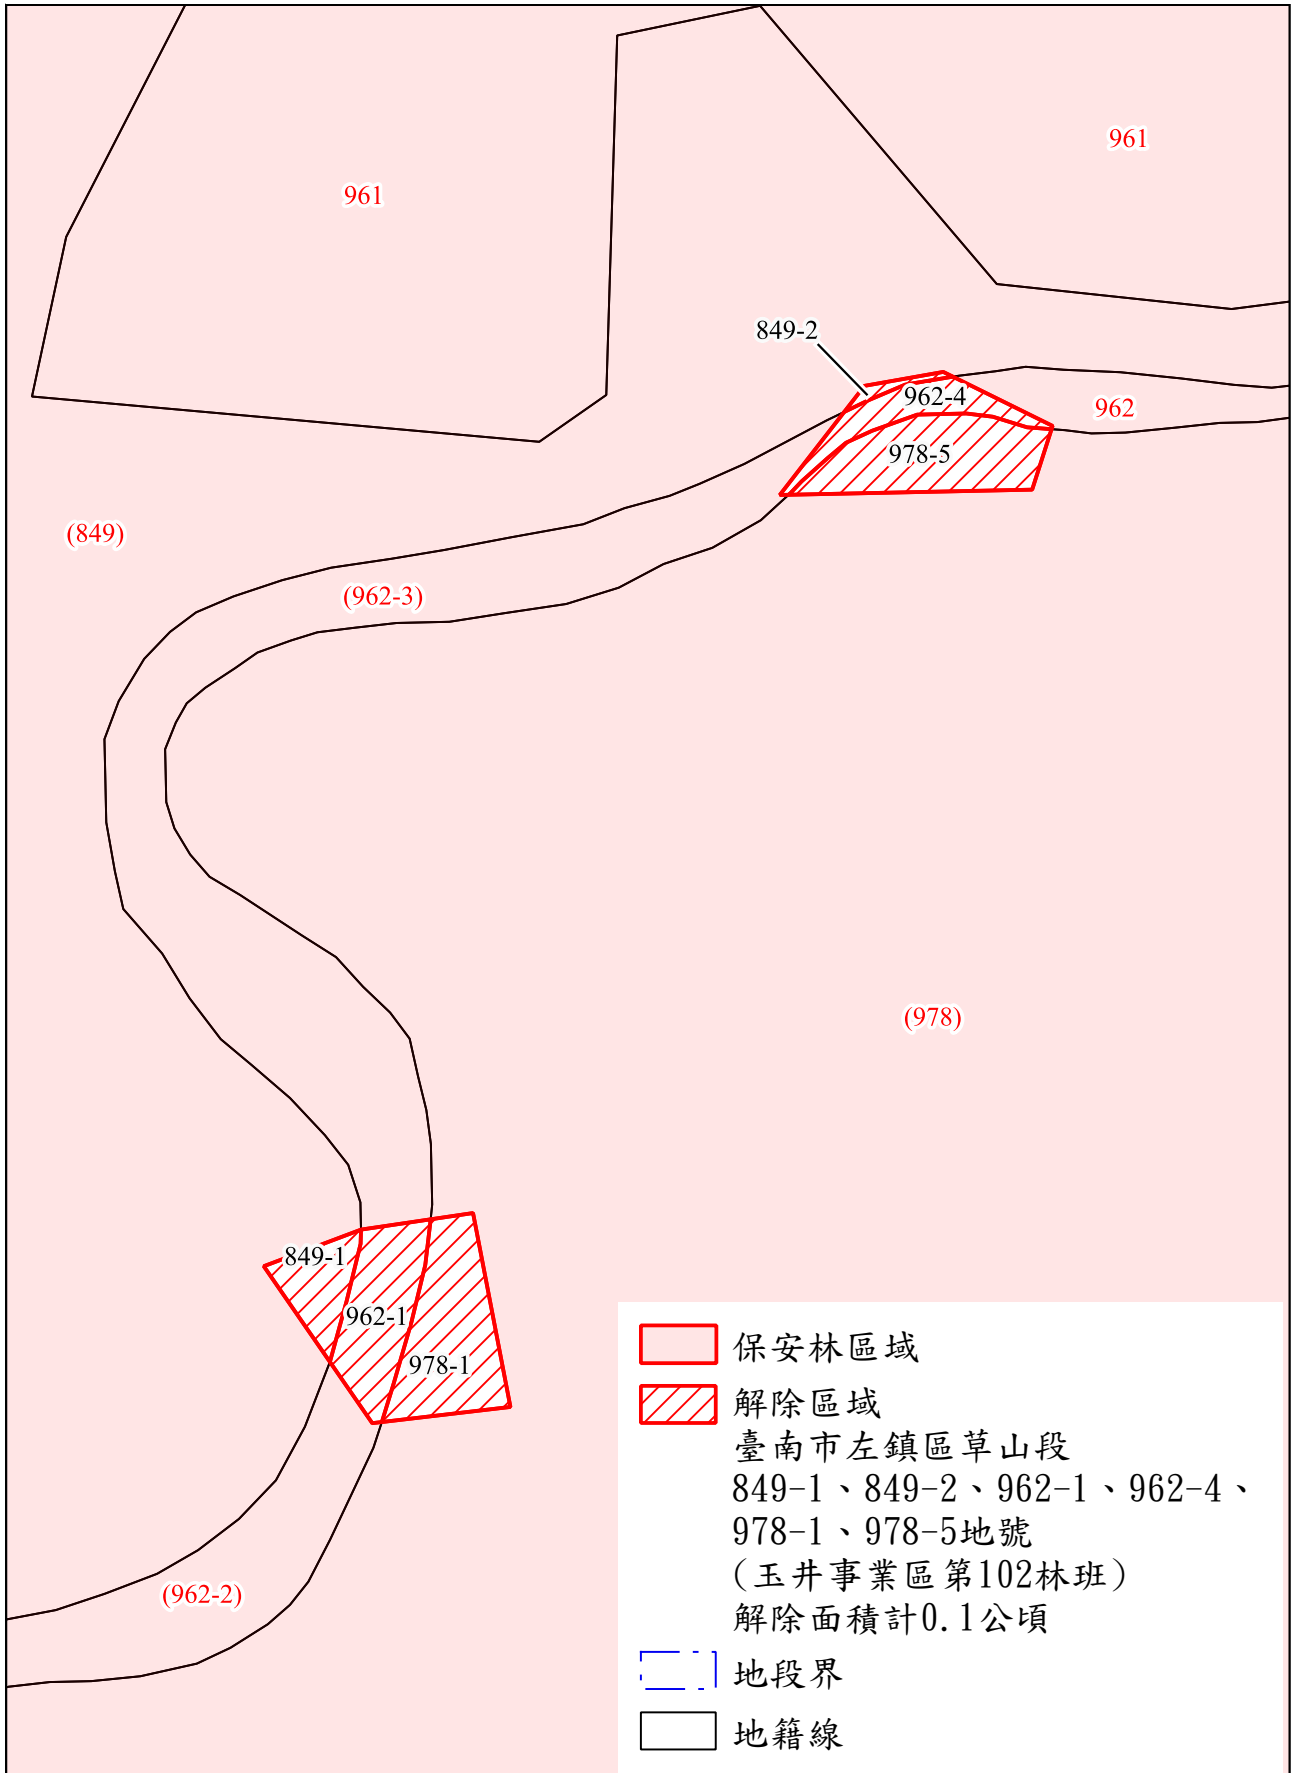 961
961
849-2
962-4
962
978-5
(849)
(962-3)
(978)
849-1
962-1
978-1
(962-2)
保安林區域
解除區域
臺南市左鎮區草山段
849-1、849-2、962-1、962-4、
978-1、978-5地號
(玉井事業區第102林班)
解除面積計0.1公頃
地段界
地籍線